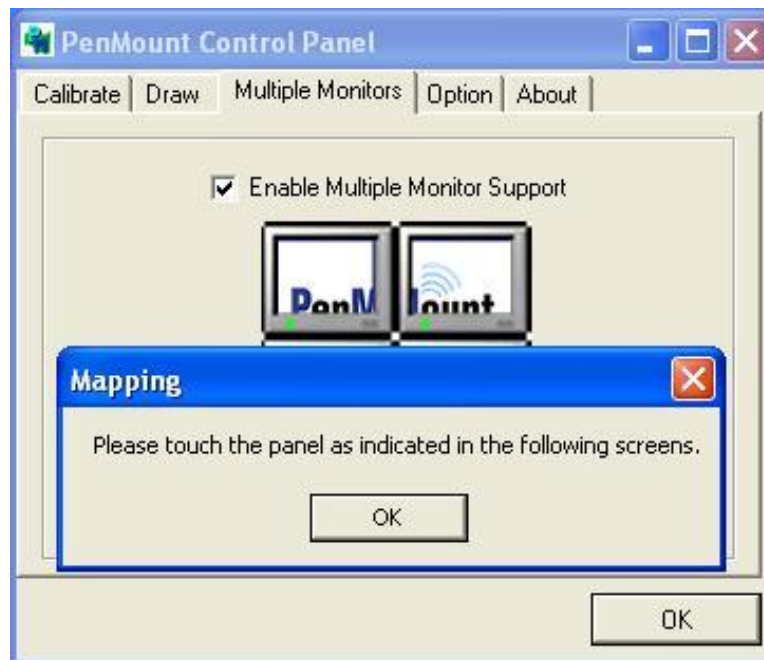 PenMount Control Panel
Calibrate Draw Multiple Monitors Option About
Enable Multiple Monitor Support
PenMount
Mapping
Please touch the panel as indicated in the following screens.
OK
OK